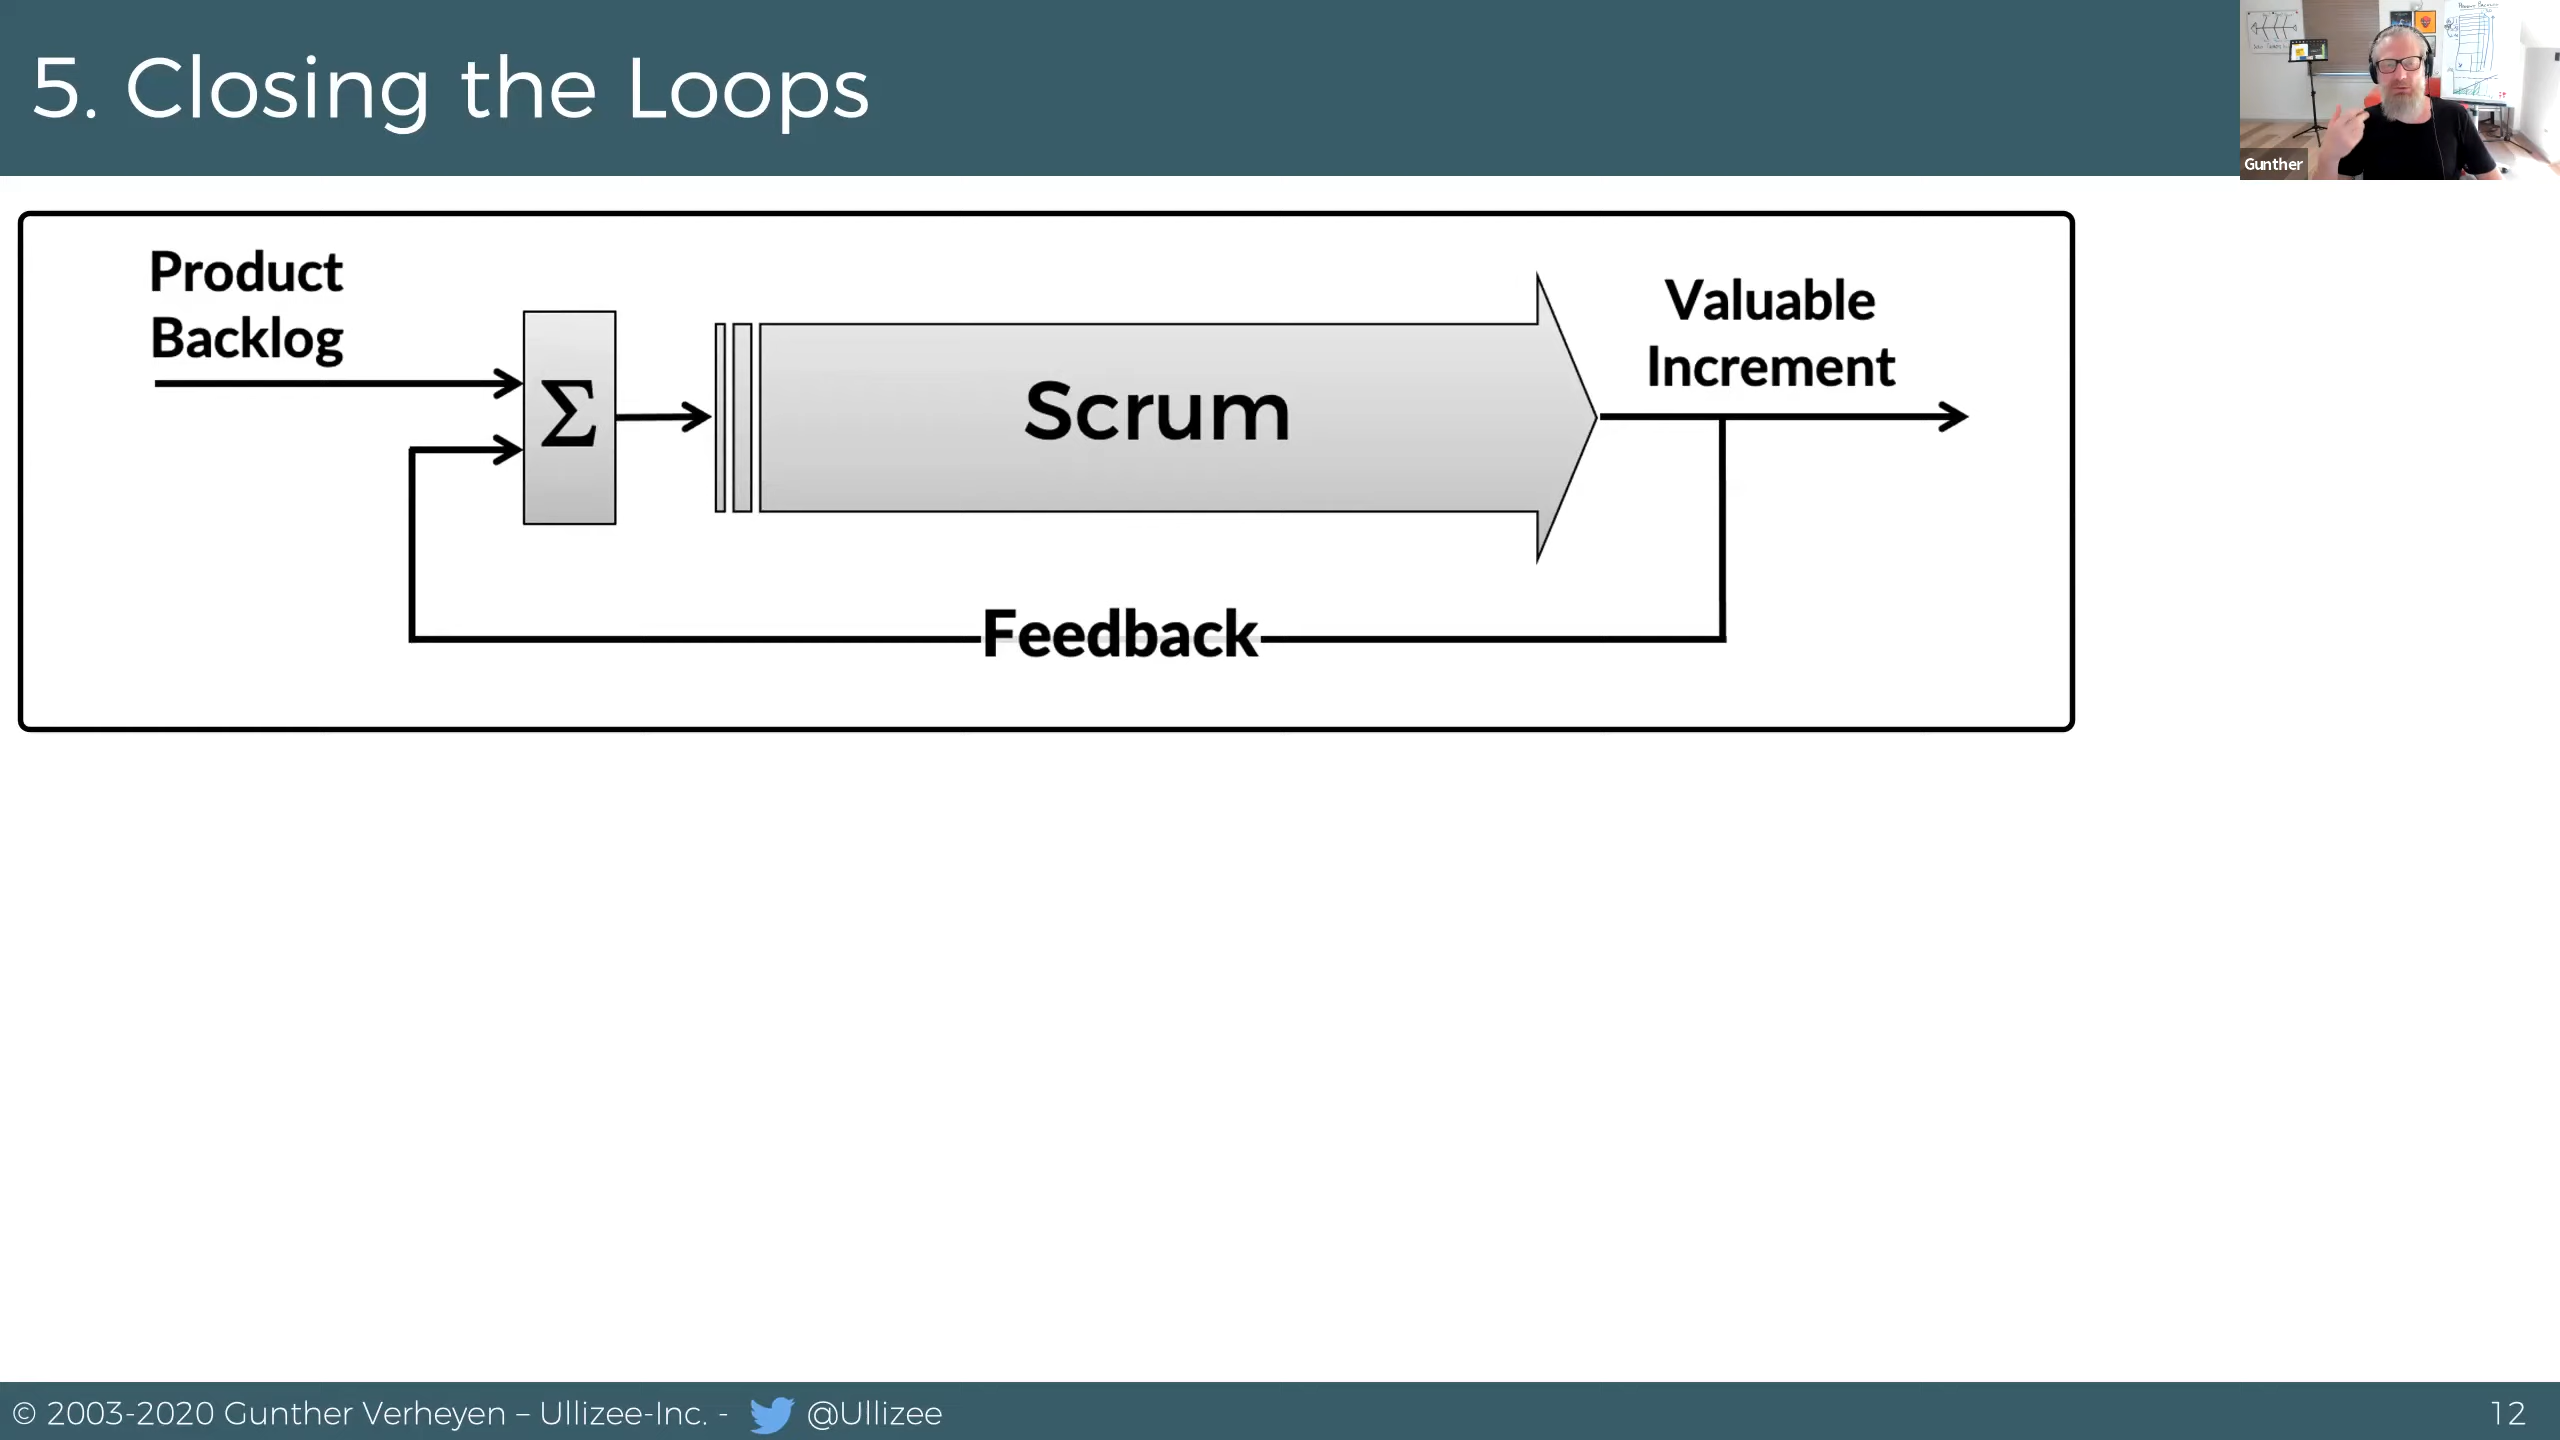 5. Closing the Loops
Gunther
Product
Backlog
Σ
Scrum
Valuable
Increment
Feedback
© 2003-2020 Gunther Verheyen – Ullizee-Inc. - @Ullizee
12